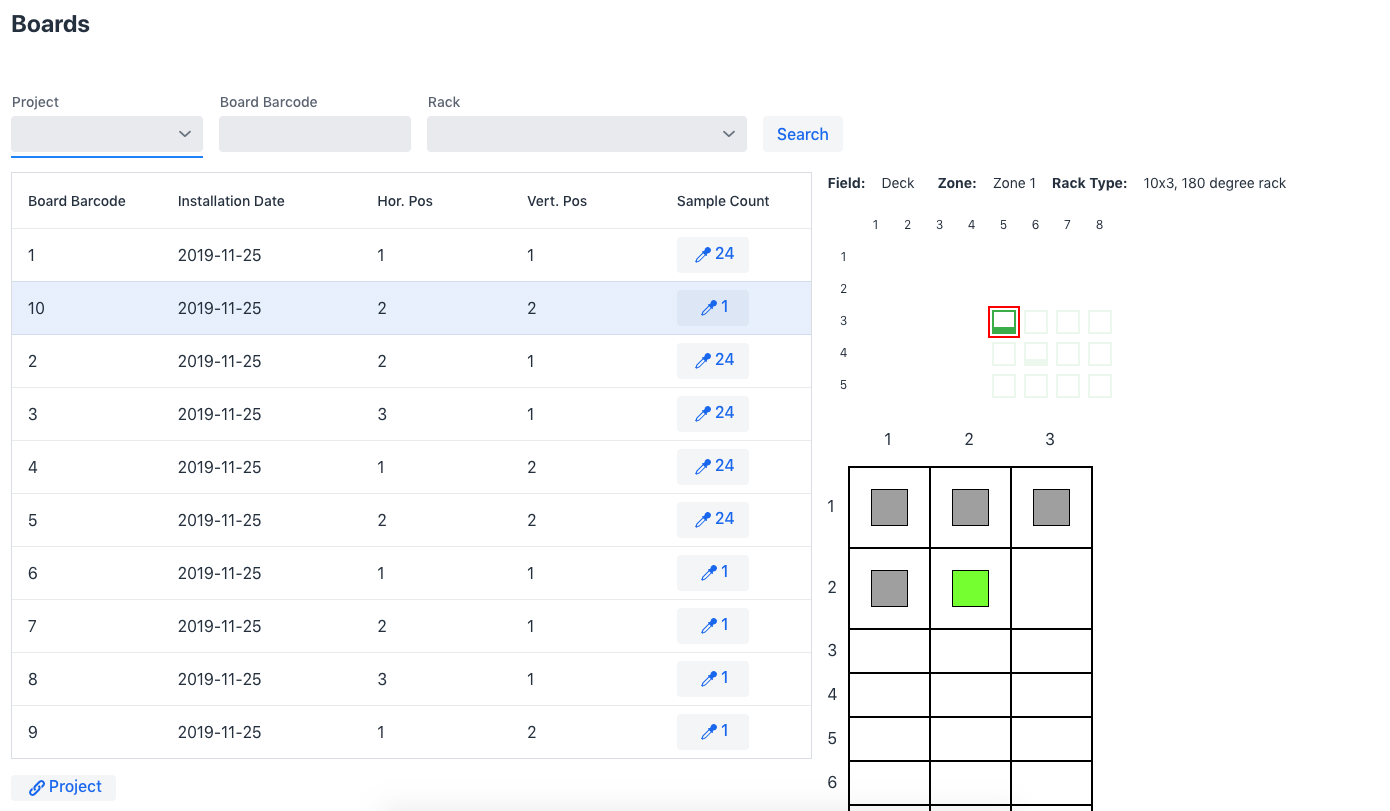 Boards
Project Board Barcode Rack
Search
Board Barcode Installation Date Hor. Pos Vert. Pos Sample Count
1 2019-11-25 1 1 24
10 2019-11-25 2 2 1
2 2019-11-25 2 1 24
3 2019-11-25 3 1 24
4 2019-11-25 1 2 24
5 2019-11-25 2 2 24
6 2019-11-25 1 1 1
7 2019-11-25 2 1 1
8 2019-11-25 3 1 1
9 2019-11-25 1 2 1
Project
Field: Deck Zone: Zone 1 Rack Type: 10x3, 180 degree rack
1 2 3 4 5 6 7 8
1
2
3
4
5
1 2 3
1
2
3
4
5
6